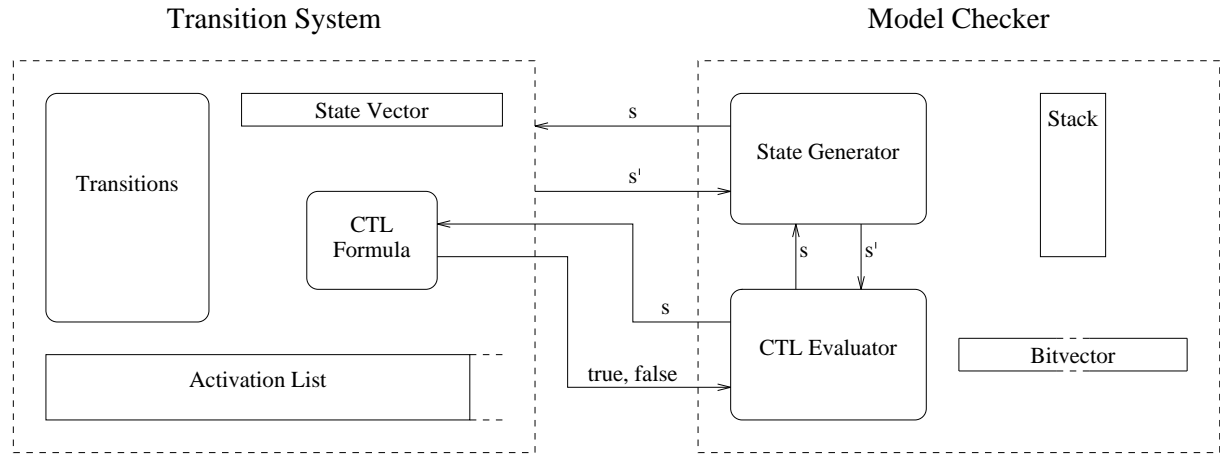 Transition System
Model Checker
State Vector
s
Stack
State Generator
Transitions
s'
CTL
Formula
s
s'
s
CTL Evaluator
Bitvector
Activation List
true, false